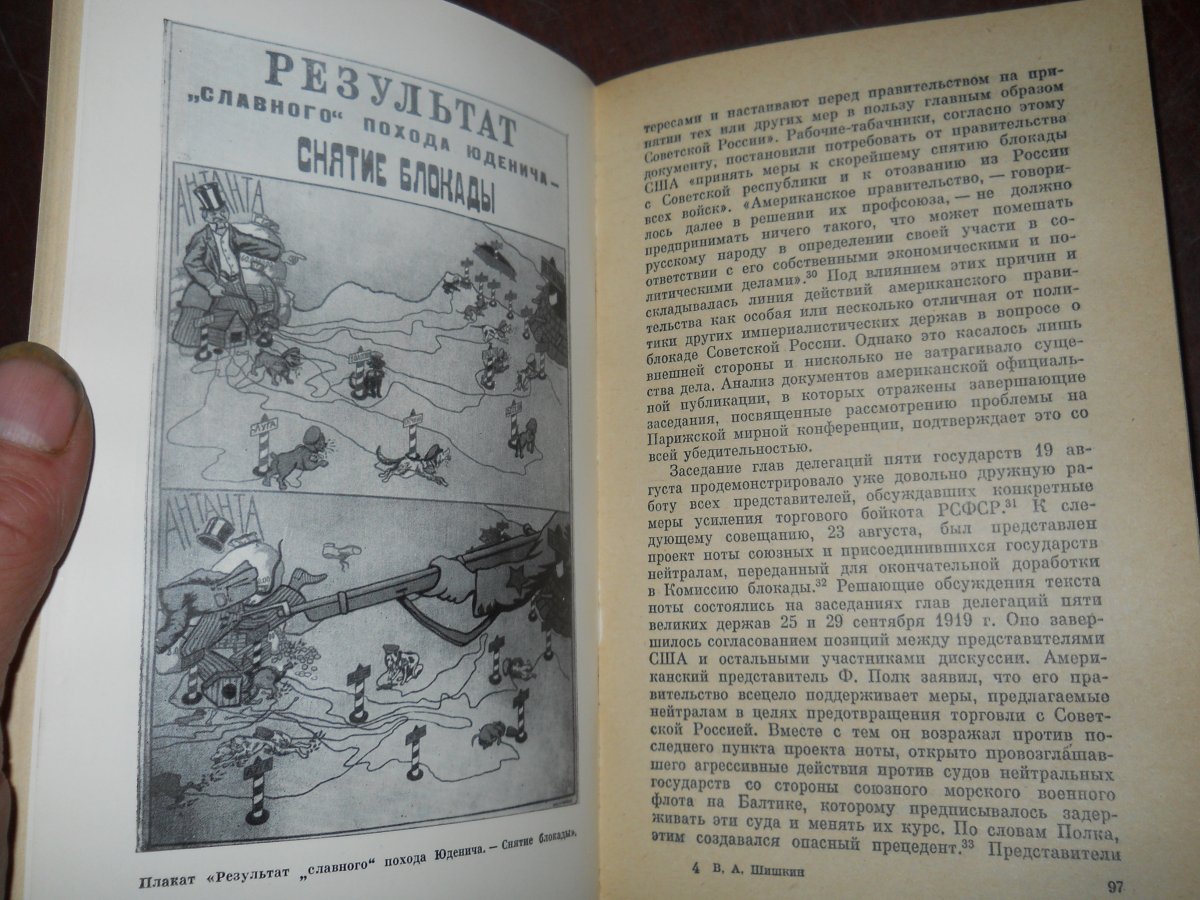 РЕЗУЛЬТАТ
„СЛАВНОГО“ ПОХОДА ЮДЕНИЧА—
СНЯТИЕ БЛОКАДЫ
АНТАНТА
ЛУГА
АНТАНТА
Плакат «Результат „славного“ похода Юденича. — Снятие блокады».
тересами и настаивают перед правительством на при-
нятии тех или других мер в пользу главным образом
Советской России». Рабочие-табачники, согласно этому
документу, постановили потребовать от правительства
США «принять меры к скорейшему снятию блокады
с Советской республики и к отозванию из России
всех войск». «Американское правительство, — говори-
лось далее в решении их профсоюза, — не должно
предпринимать ничего такого, что может помешать
русскому народу в определении своей участи в со-
ответствии с его собственными экономическими и по-
литическими делами».30 Под влиянием этих причин и
складывалась линия действий американского прави-
тельства как особая или несколько отличная от поли-
тики других империалистических держав в вопросе о
блокаде Советской России. Однако это касалось лишь
внешней стороны и нисколько не затрагивало суще-
ства дела. Анализ документов американской официаль-
ной публикации, в которых отражены завершающие
заседания, посвященные рассмотрению проблемы на
Парижской мирной конференции, подтверждает это со
всей убедительностью.
Заседание глав делегаций пяти государств 19 ав-
густа продемонстрировало уже довольно дружную ра-
боту всех представителей, обсуждавших конкретные
меры усиления торгового бойкота РСФСР.31 К сле-
дующему совещанию, 23 августа, был представлен
проект ноты союзных и присоединившихся государств
нейтралам, переданный для окончательной доработки
в Комиссию блокады.32 Решающие обсуждения текста
ноты состоялись на заседаниях глав делегаций пяти
великих держав 25 и 29 сентября 1919 г. Оно завер-
шилось согласованием позиций между представителями
США и остальными участниками дискуссии. Амери-
канский представитель Ф. Полк заявил, что его пра-
вительство всецело поддерживает меры, предлагаемые
нейтралам в целях предотвращения торговли с Совет-
ской Россией. Вместе с тем он возражал против по-
следнего пункта проекта ноты, открыто провозглашав-
шего агрессивные действия против судов нейтральных
государств со стороны союзного морского военного
флота на Балтике, которому предписывалось задер-
живать эти суда и менять их курс. По словам Полка,
этим создавался опасный прецедент.33 Представители
4 В. А. Шишкин
97